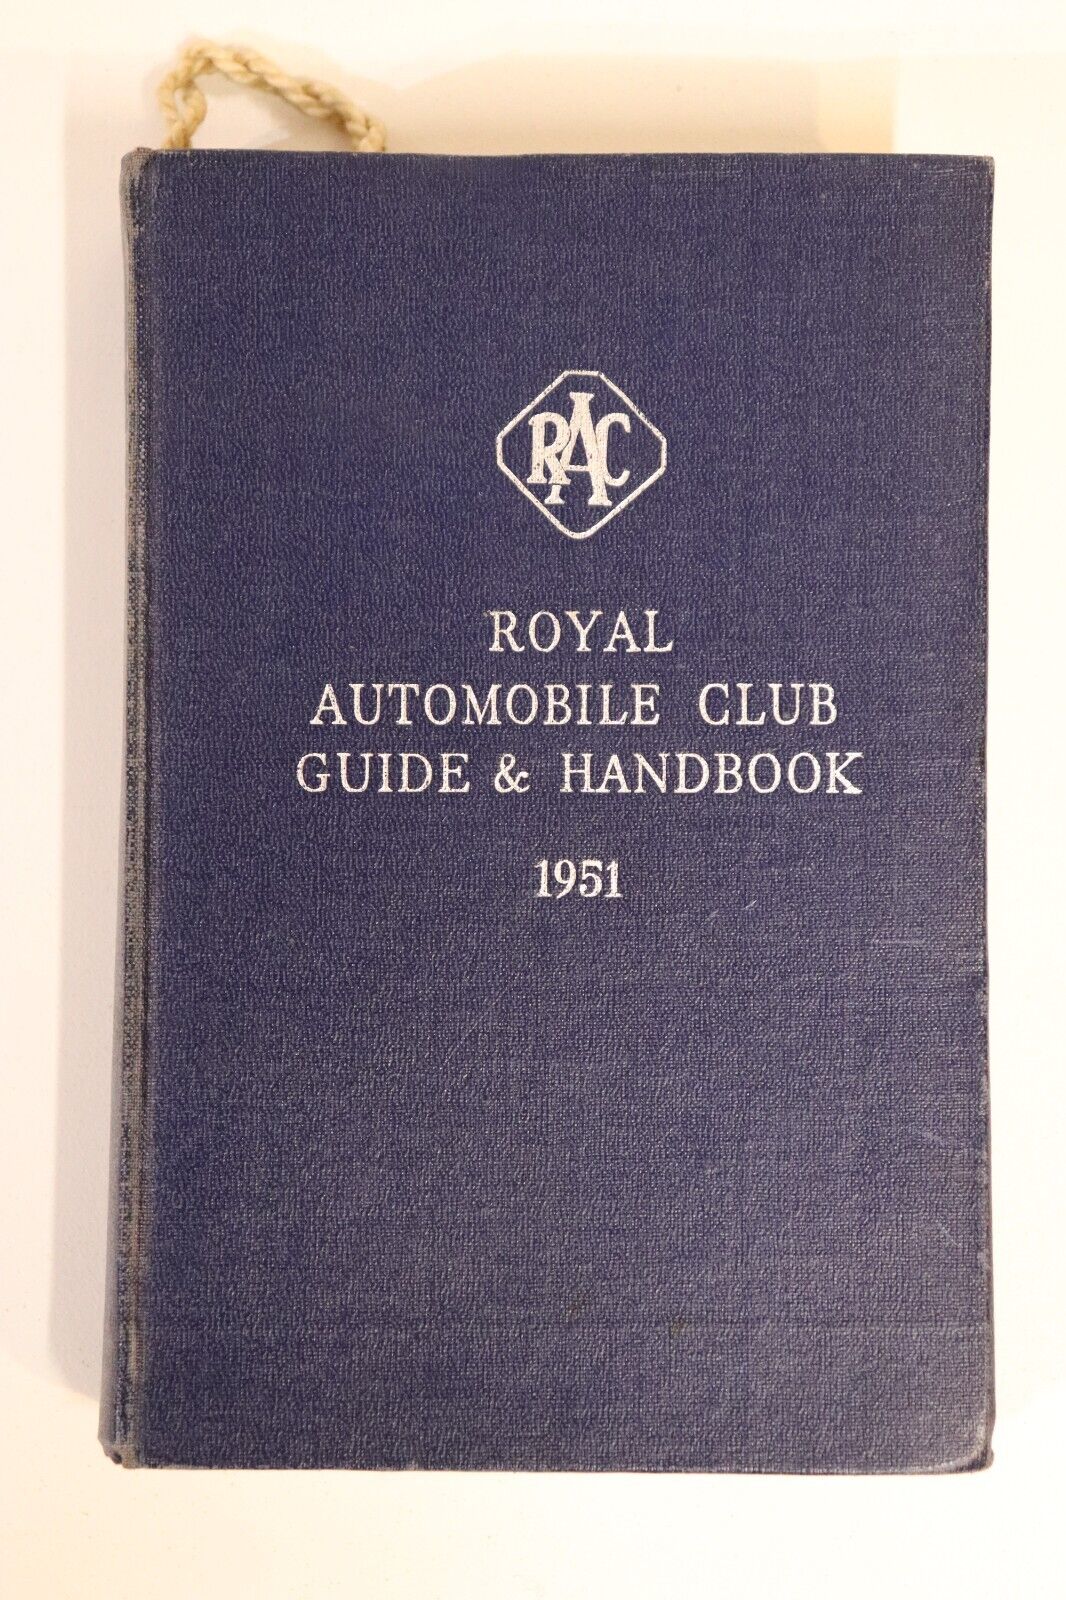 RAC
ROYAL
AUTOMOBILE CLUB
GUIDE & HANDBOOK
1951